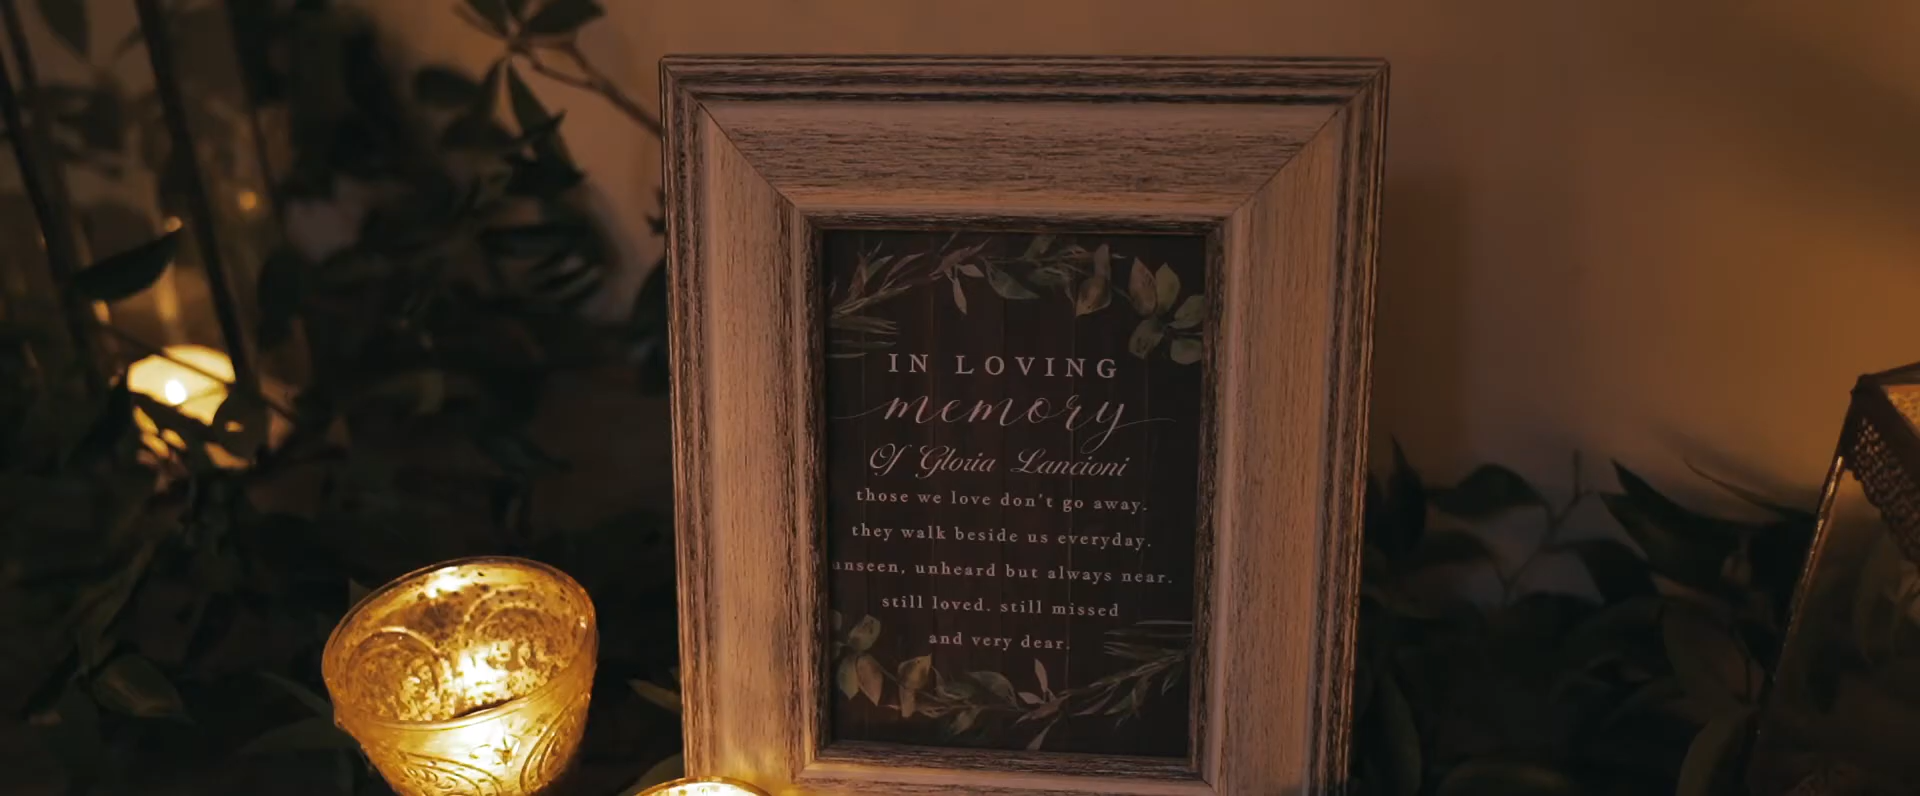 IN LOVING
memory
Of Gloria Lancioni
those we love don't go away.
they walk beside us everyday.
unseen, unheard but always near.
still loved. still missed
and very dear.